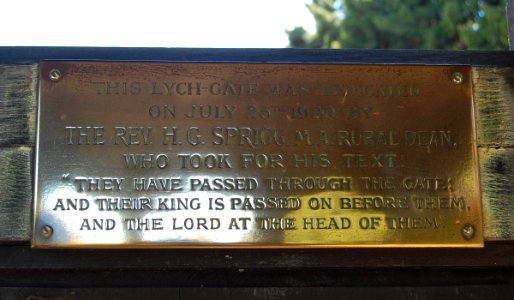 THIS LYCH-GATE WAS DEDICATED
ON JULY 25TH 1930 BY
THE REV. H. G. SPRIGG. M.A. RURAL DEAN,
WHO TOOK FOR HIS TEXT:
"THEY HAVE PASSED THROUGH THE GATE;
AND THEIR KING IS PASSED ON BEFORE THEM,
AND THE LORD AT THE HEAD OF THEM."